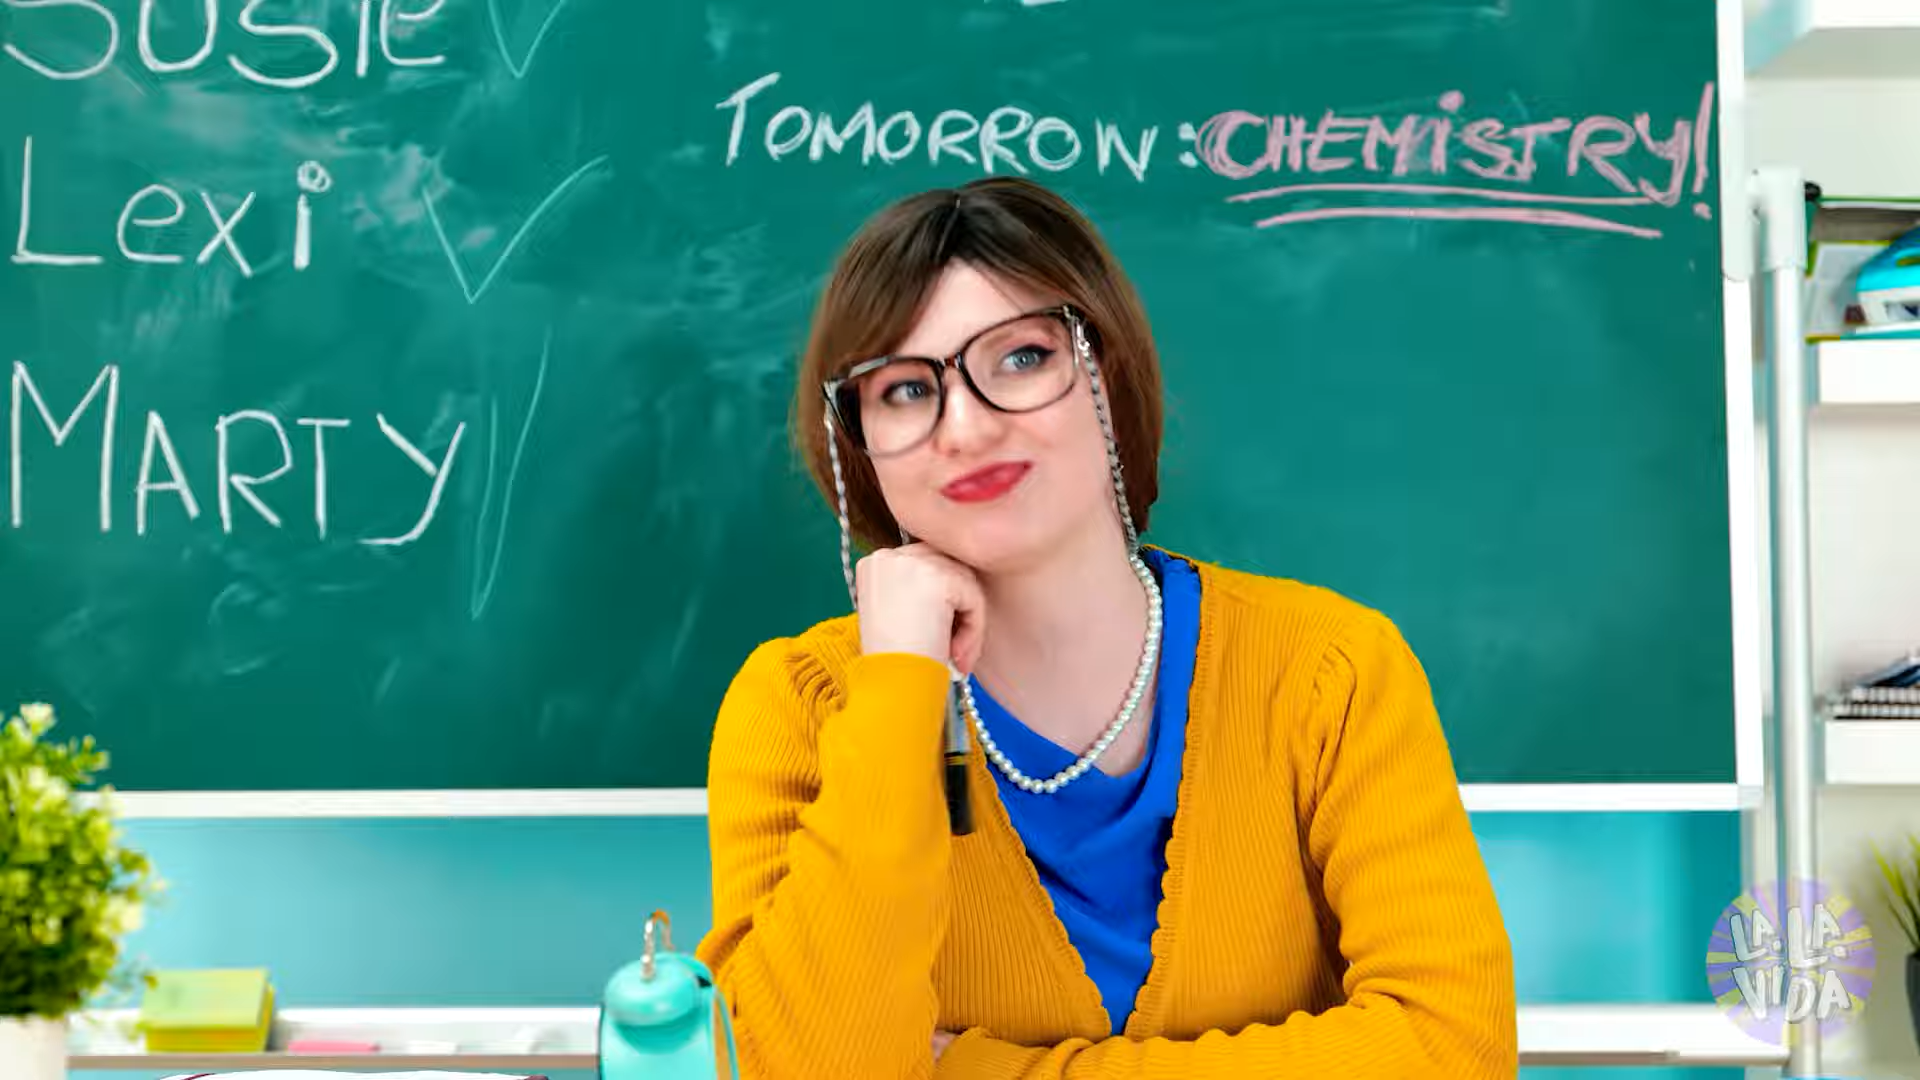 SUSIE
Lexi
MARTY
TOMORROW: CHEMISTRY!
LA.LA.
VIDA